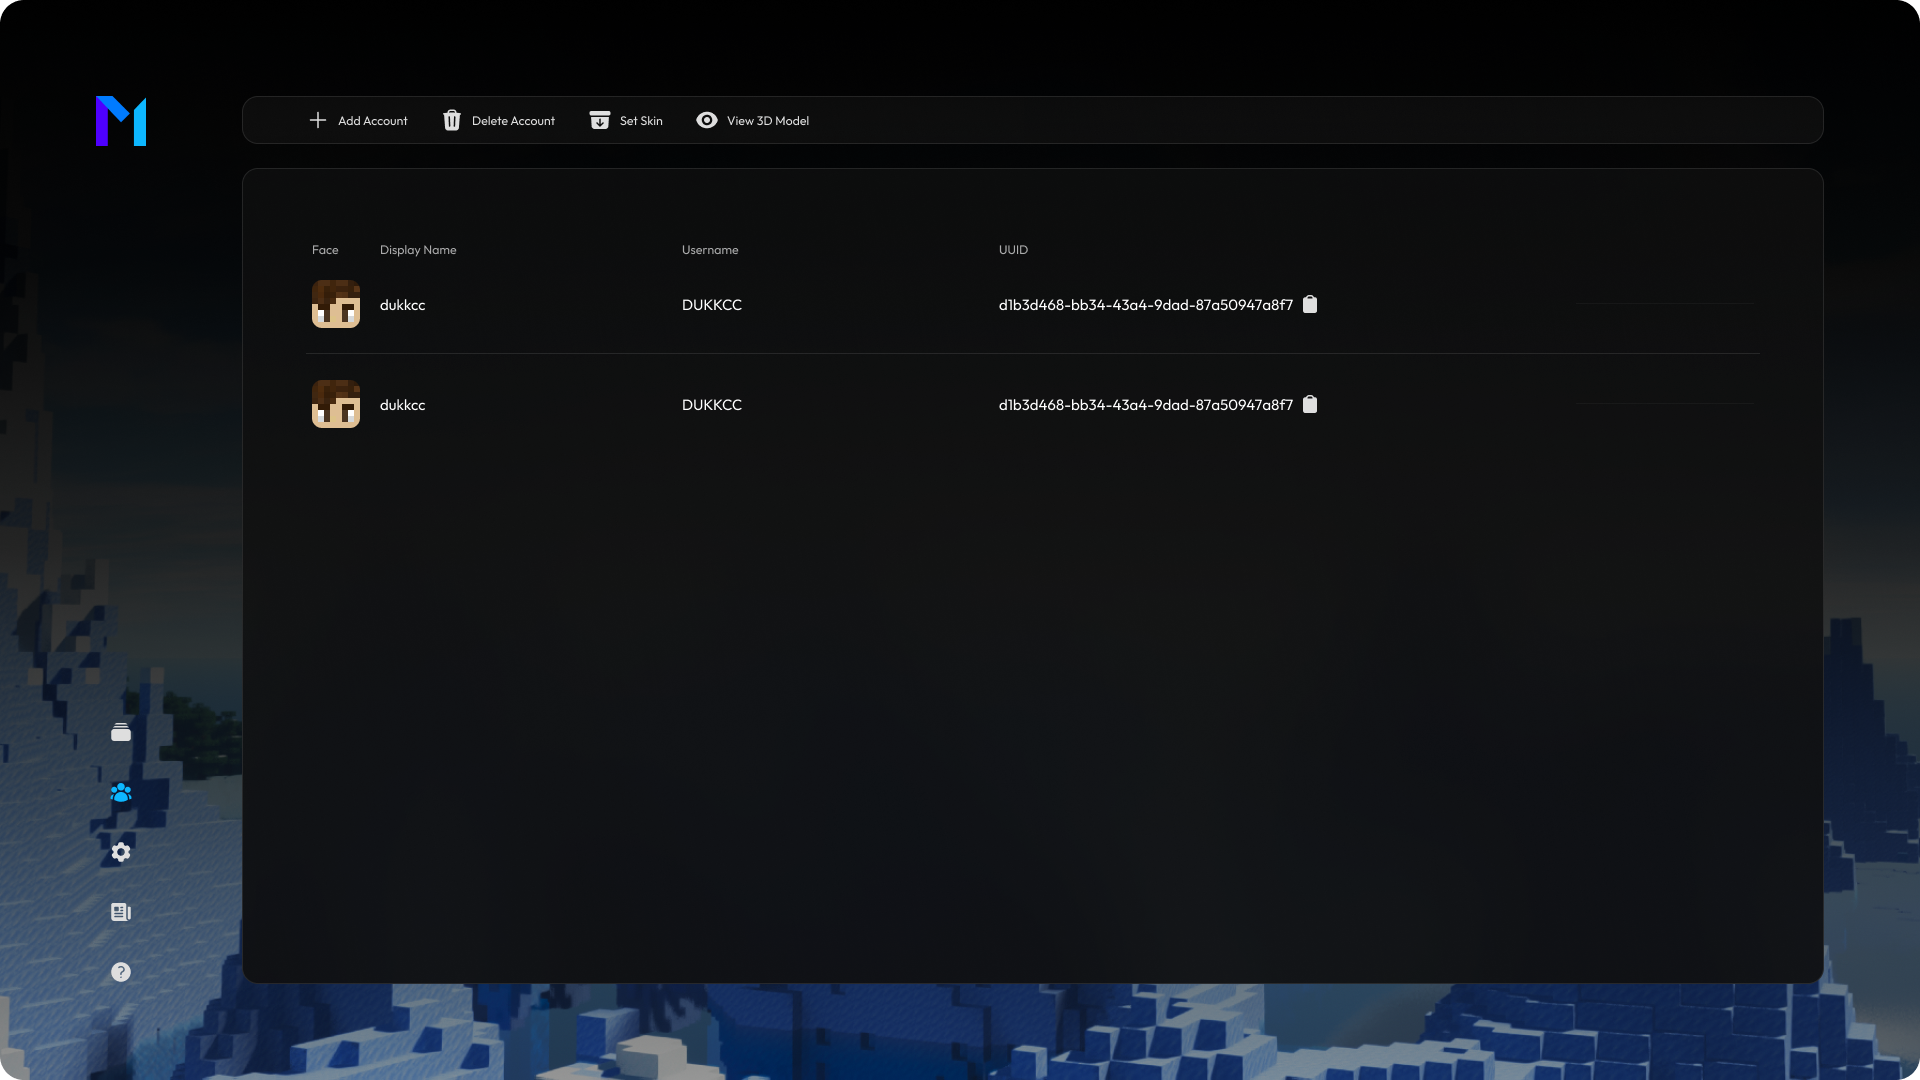 Add Account Delete Account Set Skin View 3D Model
Face Display Name Username UUID
dukkcc DUKKCC d1b3d468-bb34-43a4-9dad-87a50947a8f7
dukkcc DUKKCC d1b3d468-bb34-43a4-9dad-87a50947a8f7